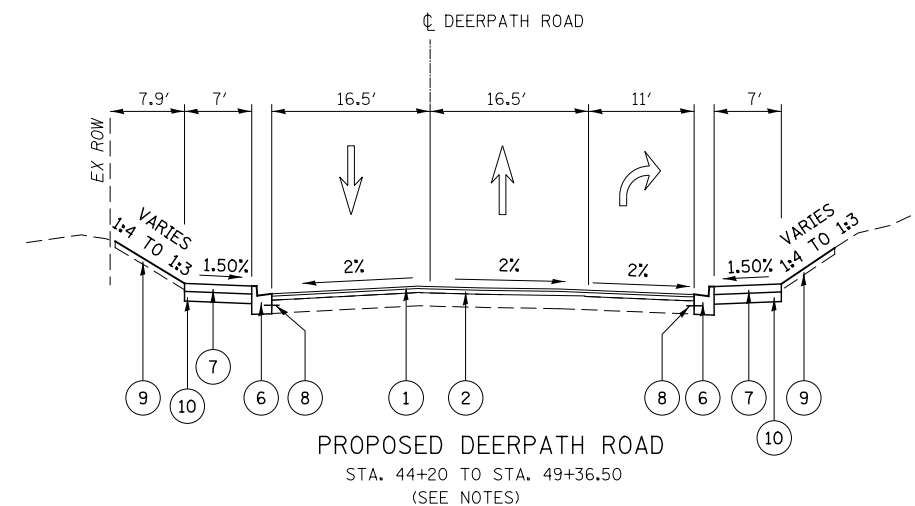 ℄ DEERPATH ROAD
7.9' 7' 16.5' 16.5' 11' 7'
EX ROW
VARIES
1:4 TO 1:3
1.50% 2% 2% 2% 1.50%
VARIES
1:4 TO 1:3
9 10 7 6 8 1 2 8 6 7 10 9
PROPOSED DEERPATH ROAD
STA. 44+20 TO STA. 49+36.50
(SEE NOTES)